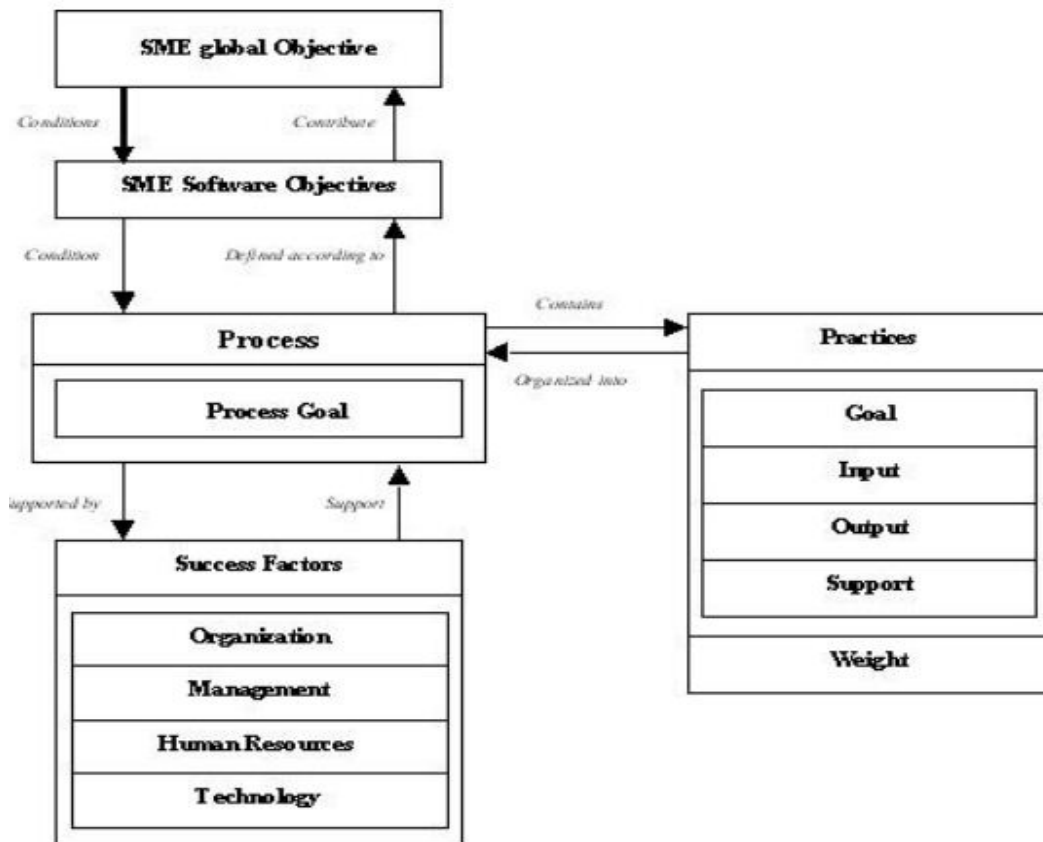 SME global Objective
Conditions
Contribute
SME Software Objectives
Condition
Defined according to
Contains
Process
Practices
Organized into
Process Goal
Goal
Input
Output
Support
Weight
upported by
Support
Success Factors
Organization
Management
Human Resources
Technology